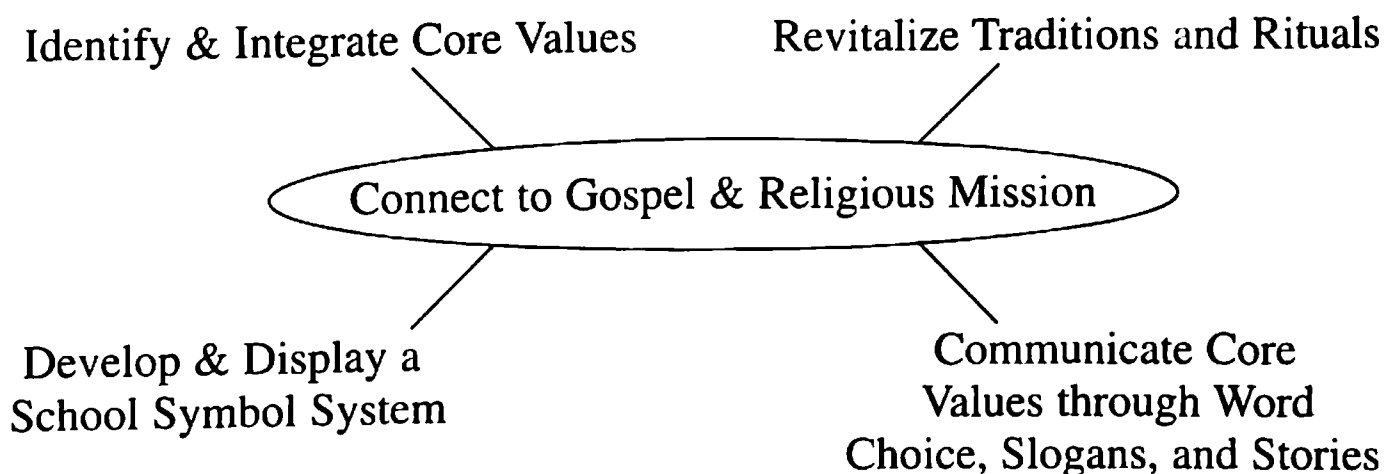 Identify & Integrate Core Values
Revitalize Traditions and Rituals
Connect to Gospel & Religious Mission
Develop & Display a
School Symbol System
Communicate Core
Values through Word
Choice, Slogans, and Stories